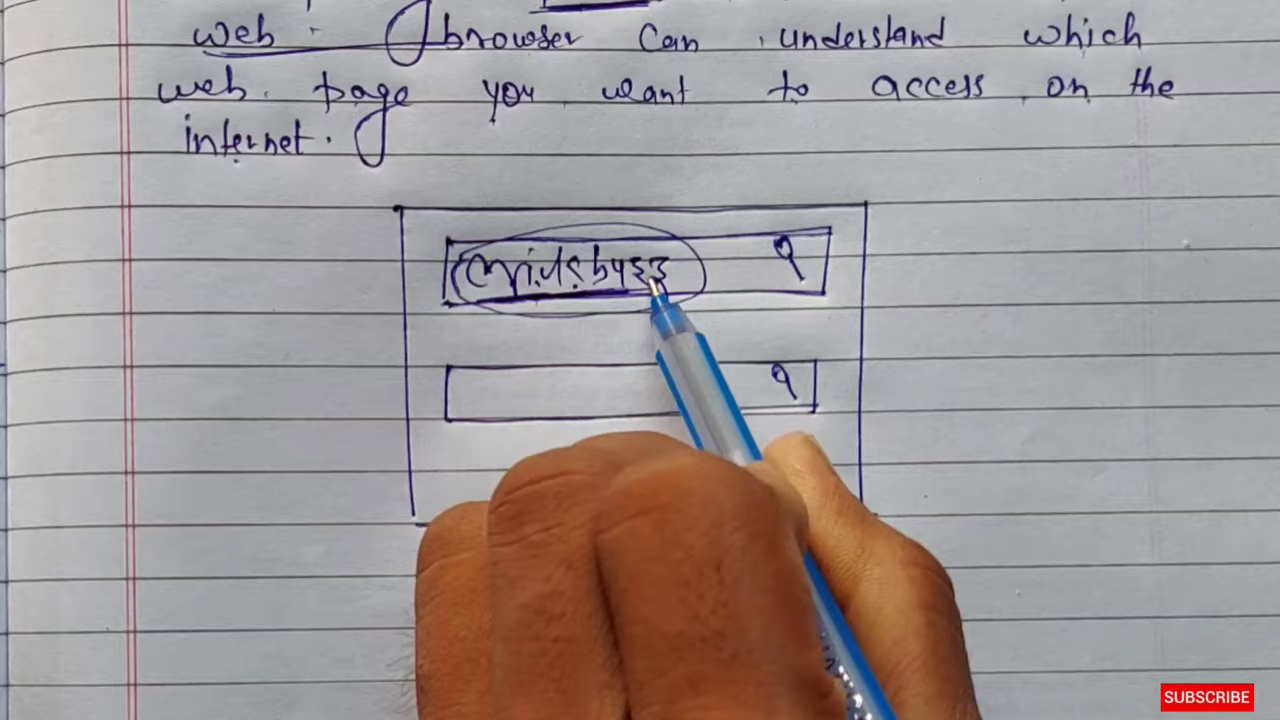 web. browser can understand which
web. page you want to access on the
internet.
SUBSCRIBE